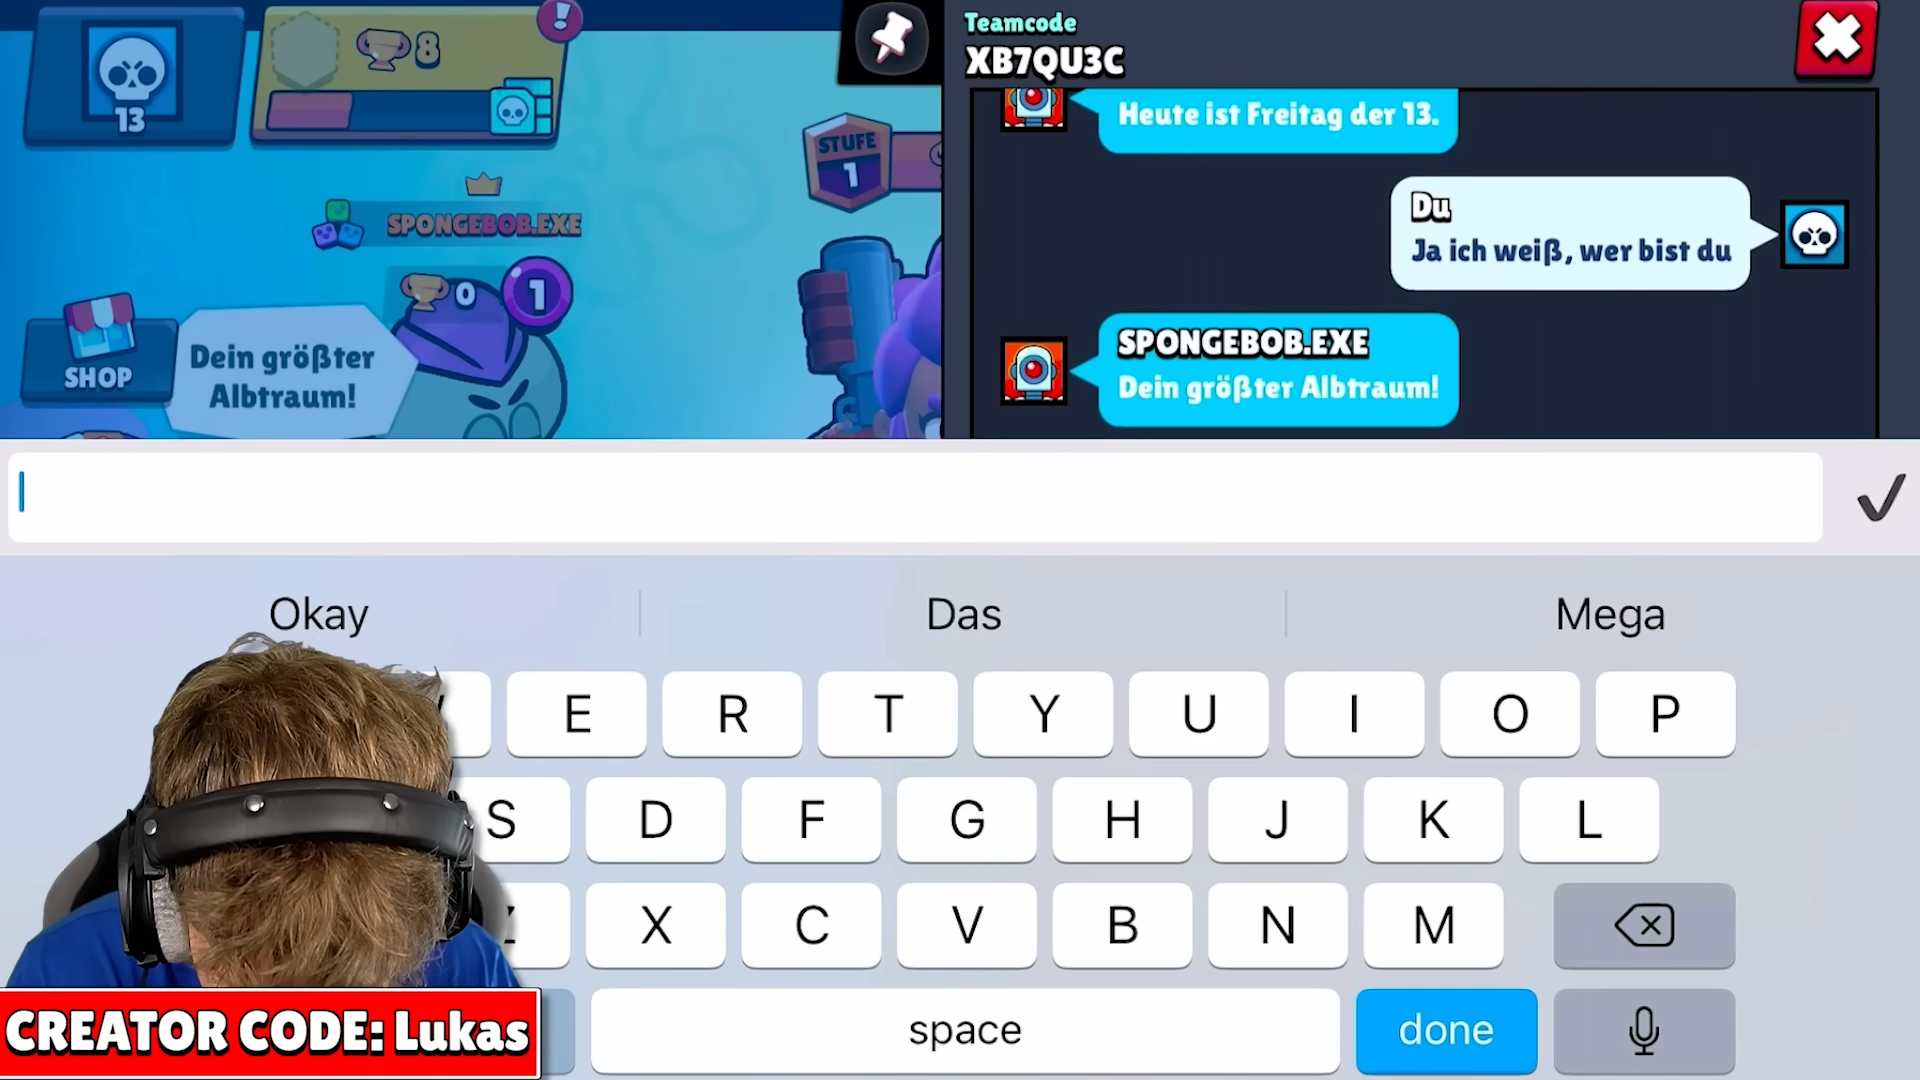 13
8
!
SPONGEBOB.EXE
0
1
STUFE
1
SHOP
Dein größter
Albtraum!
Teamcode
XB7QU3C
Heute ist Freitag der 13.
Du
Ja ich weiß, wer bist du
SPONGEBOB.EXE
Dein größter Albtraum!
Okay
Das
Mega
E R T Y U I O P
S D F G H J K L
X C V B N M
space
done
CREATOR CODE: Lukas